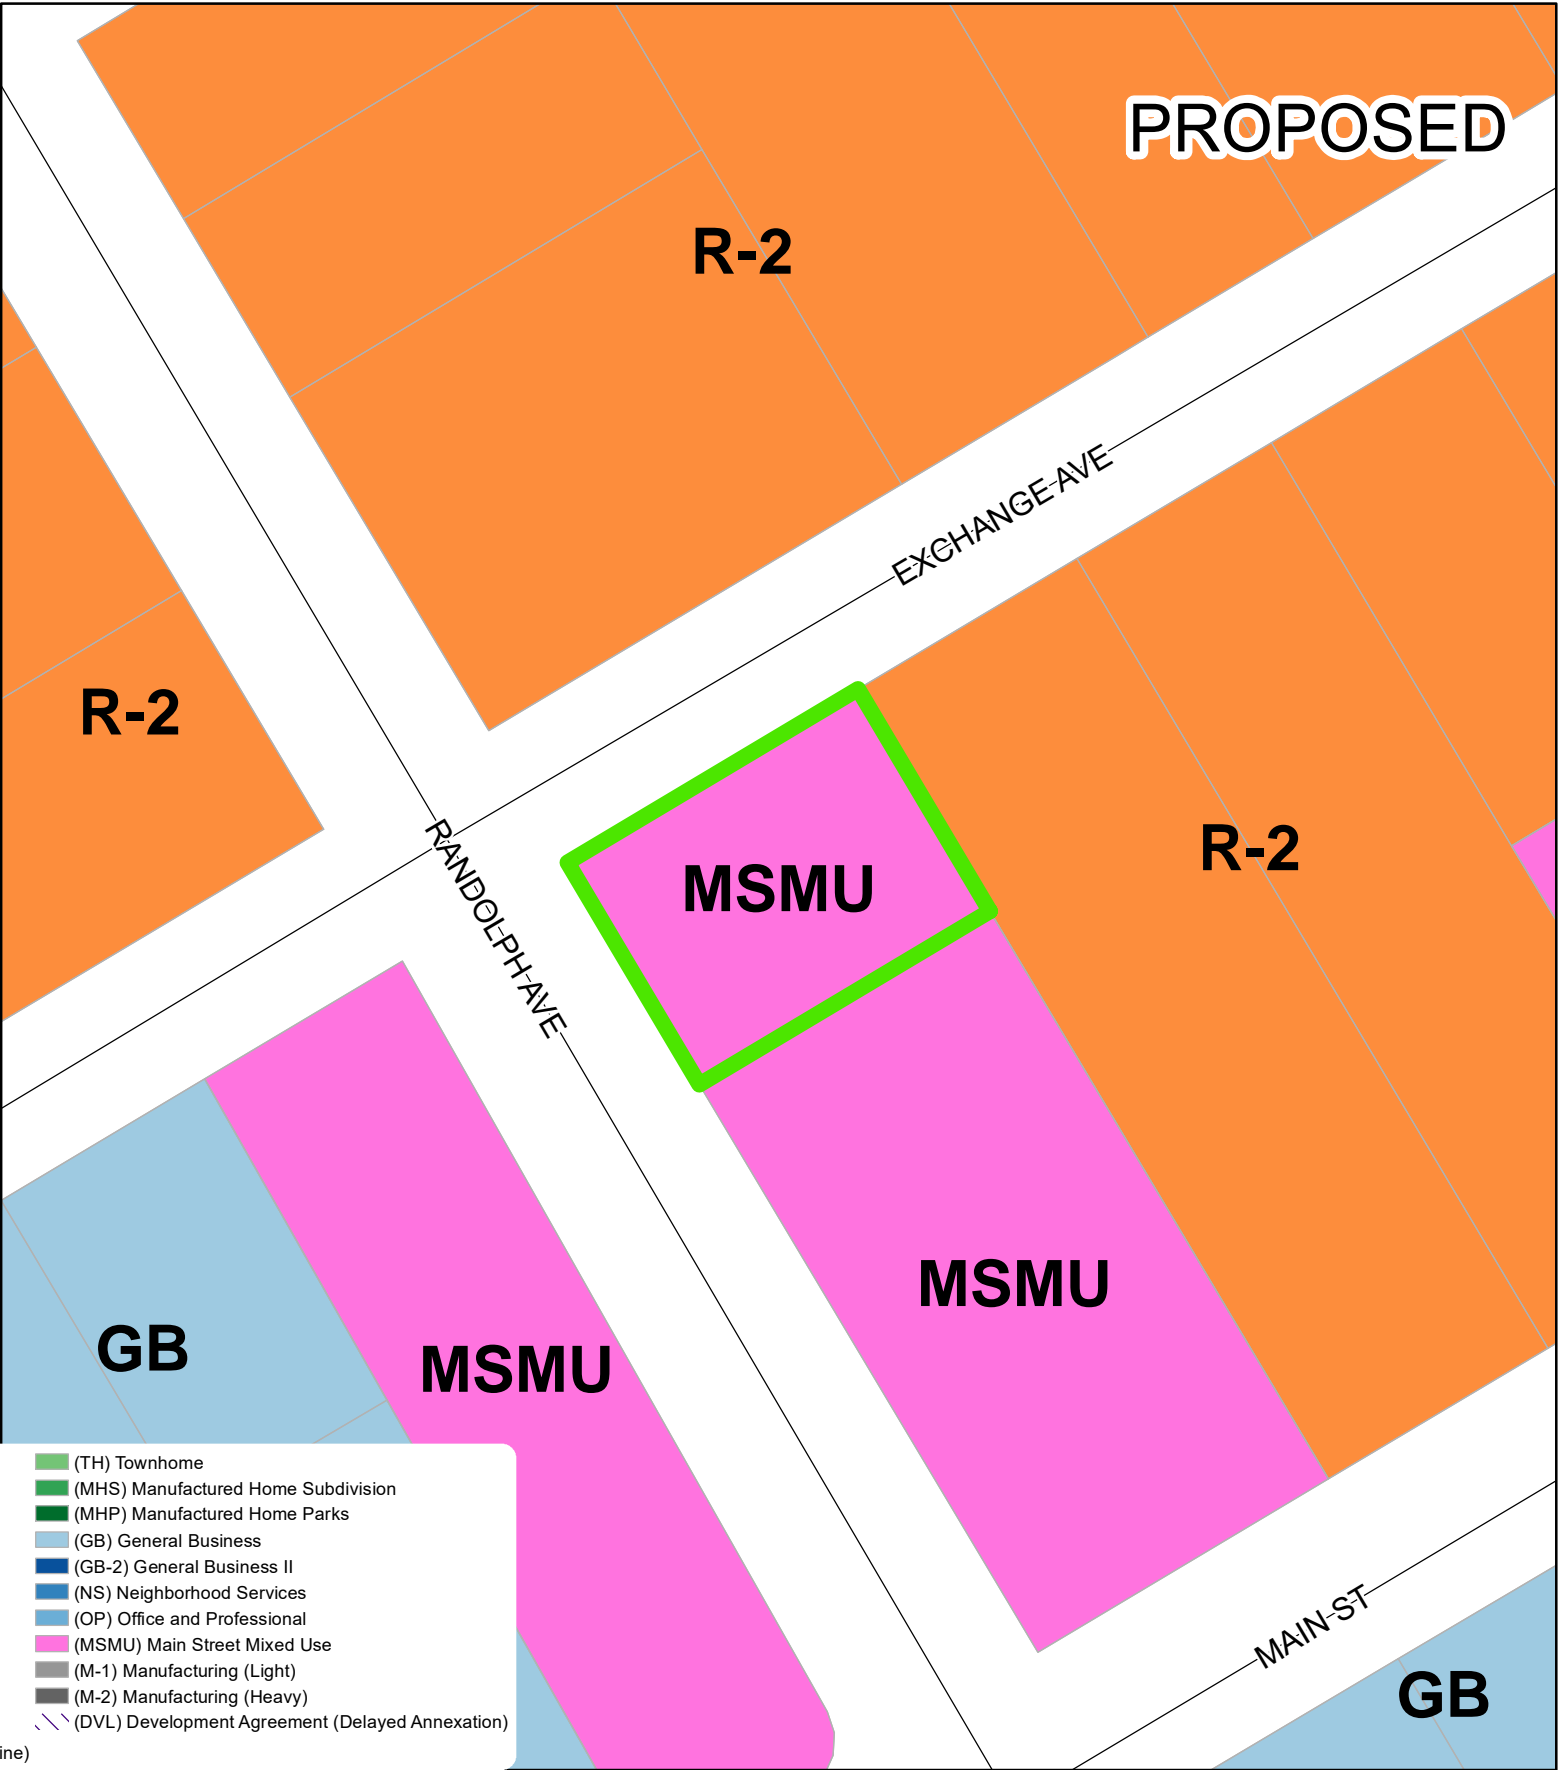 PROPOSED
R-2
EXCHANGE AVE
R-2
RANDOLPH AVE
MSMU
R-2
MSMU
GB
MSMU
(TH) Townhome
(MHS) Manufactured Home Subdivision
(MHP) Manufactured Home Parks
(GB) General Business
(GB-2) General Business II
(NS) Neighborhood Services
(OP) Office and Professional
(MSMU) Main Street Mixed Use
(M-1) Manufacturing (Light)
(M-2) Manufacturing (Heavy)
(DVL) Development Agreement (Delayed Annexation)
ine)
MAIN ST
GB